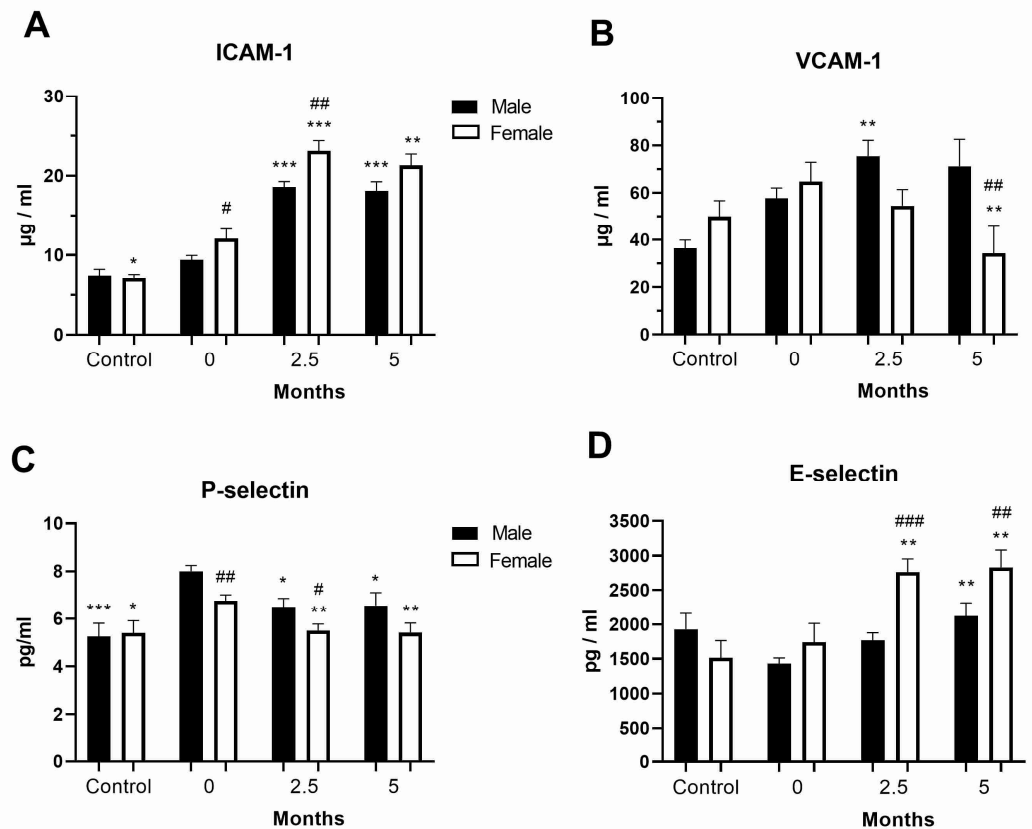 A
ICAM-1
30
20
10
0
µg / ml
*
#
***
##
***
***
**
Control
0
2.5
5
Months
Male
Female
B
VCAM-1
100
80
60
40
20
0
µg / ml
**
##
**
Control
0
2.5
5
Months
C
P-selectin
10
8
6
4
2
0
pg/ml
***
*
##
*
#
**
*
**
Control
0
2.5
5
Months
Male
Female
D
E-selectin
3500
3000
2500
2000
1500
1000
500
0
pg / ml
###
**
**
##
**
Control
0
2.5
5
Months